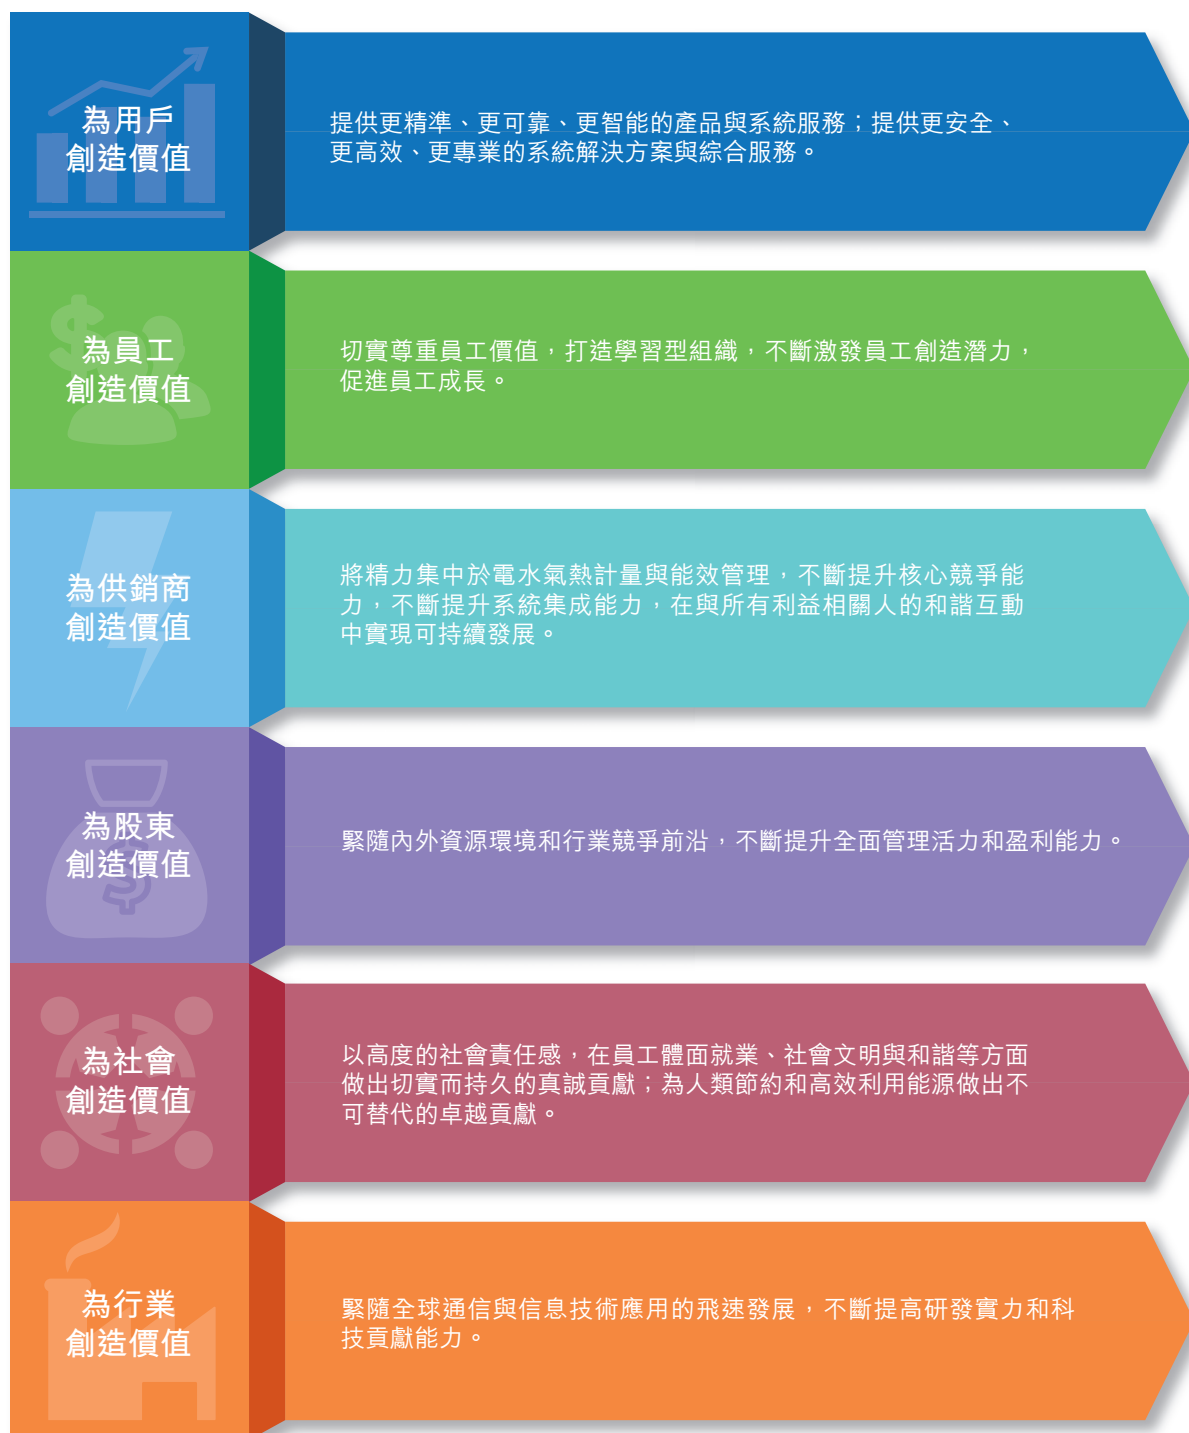 為用戶
創造價值
提供更精準、更可靠、更智能的產品與系統服務；提供更安全、
更高效、更專業的系統解決方案與綜合服務。
為員工
創造價值
切實尊重員工價值，打造學習型組織，不斷激發員工創造潛力，
促進員工成長。
為供銷商
創造價值
將精力集中於電水氣熱計量與能效管理，不斷提升核心競爭能
力，不斷提升系統集成能力，在與所有利益相關人的和諧互動
中實現可持續發展。
為股東
創造價值
緊隨內外資源環境和行業競爭前沿，不斷提升全面管理活力和盈利能力。
為社會
創造價值
以高度的社會責任感，在員工體面就業、社會文明與和諧等方面
做出切實而持久的真誠貢獻；為人類節約和高效利用能源做出不
可替代的卓越貢獻。
為行業
創造價值
緊隨全球通信與信息技術應用的飛速發展，不斷提高研發實力和科
技貢獻能力。